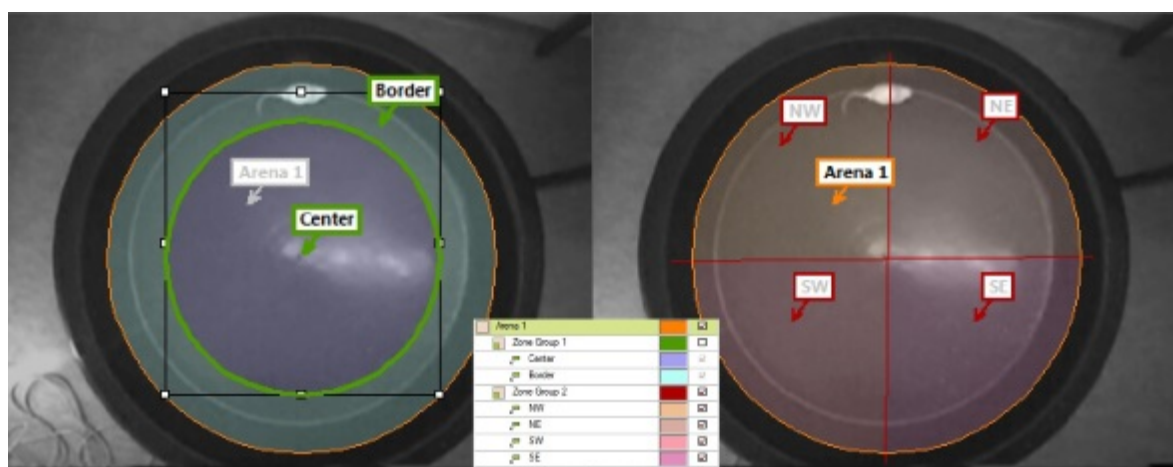 Border
Arena 1
Center
NW
NE
Arena 1
SW
SE
Arena 1
Zone Group 1
Center
Border
Zone Group 2
NW
NE
SW
SE